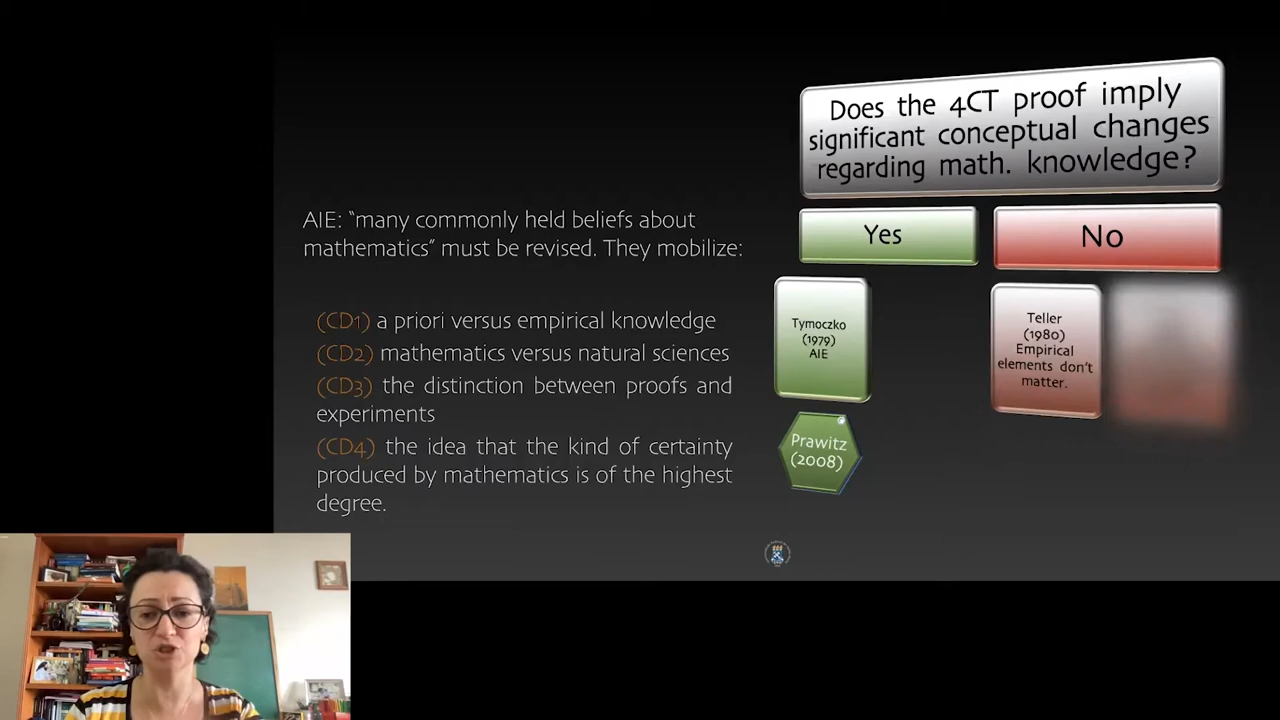 Does the 4CT proof imply
significant conceptual changes
regarding math. knowledge?
Yes
No
AIE: “many commonly held beliefs about
mathematics” must be revised. They mobilize:
(CD1) a priori versus empirical knowledge
(CD2) mathematics versus natural sciences
(CD3) the distinction between proofs and
experiments
(CD4) the idea that the kind of certainty
produced by mathematics is of the highest
degree.
Tymoczko
(1979)
AIE
Prawitz
(2008)
Teller
(1980)
Empirical
elements don’t
matter.